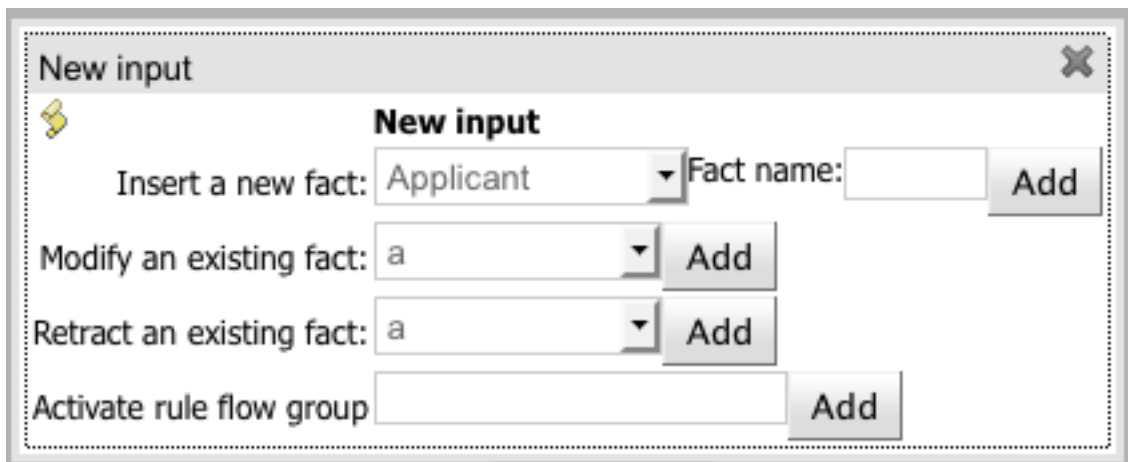 New input
New input
Insert a new fact: Applicant Fact name: Add
Modify an existing fact: a Add
Retract an existing fact: a Add
Activate rule flow group Add